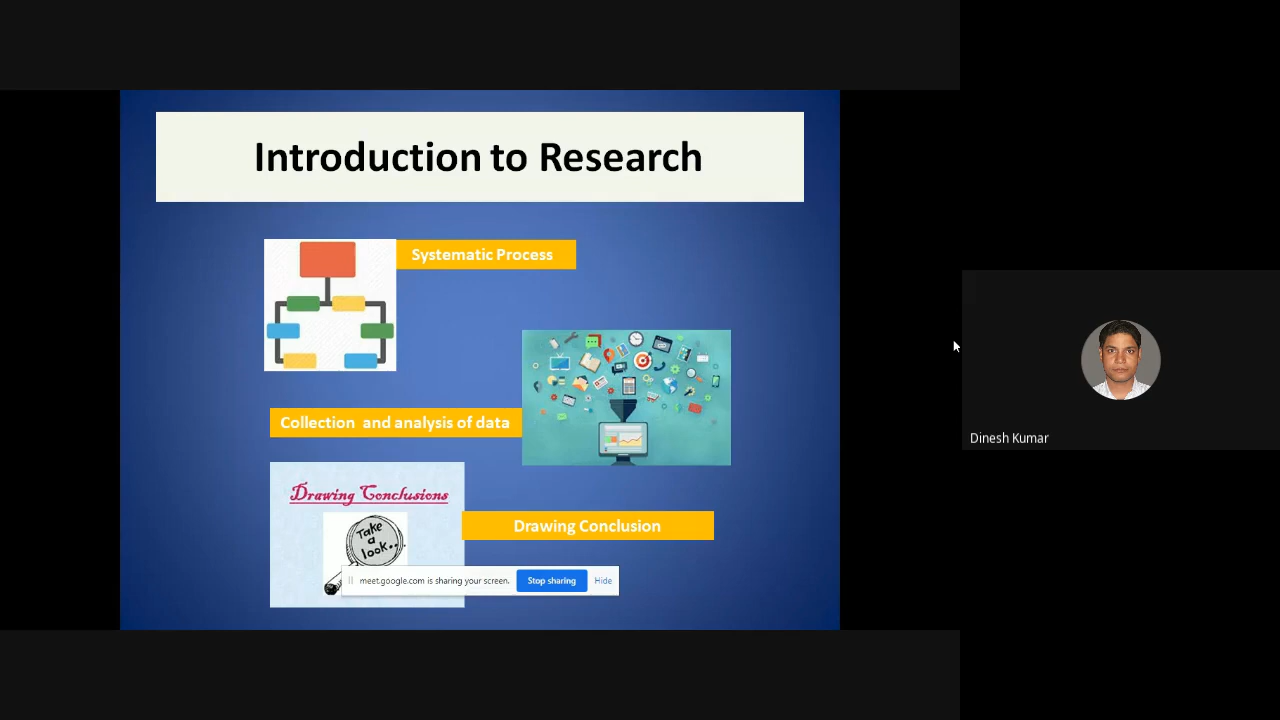 Introduction to Research
Systematic Process
Collection and analysis of data
Drawing Conclusions
Take
a
look..
Drawing Conclusion
meet.google.com is sharing your screen.
Stop sharing
Hide
Dinesh Kumar